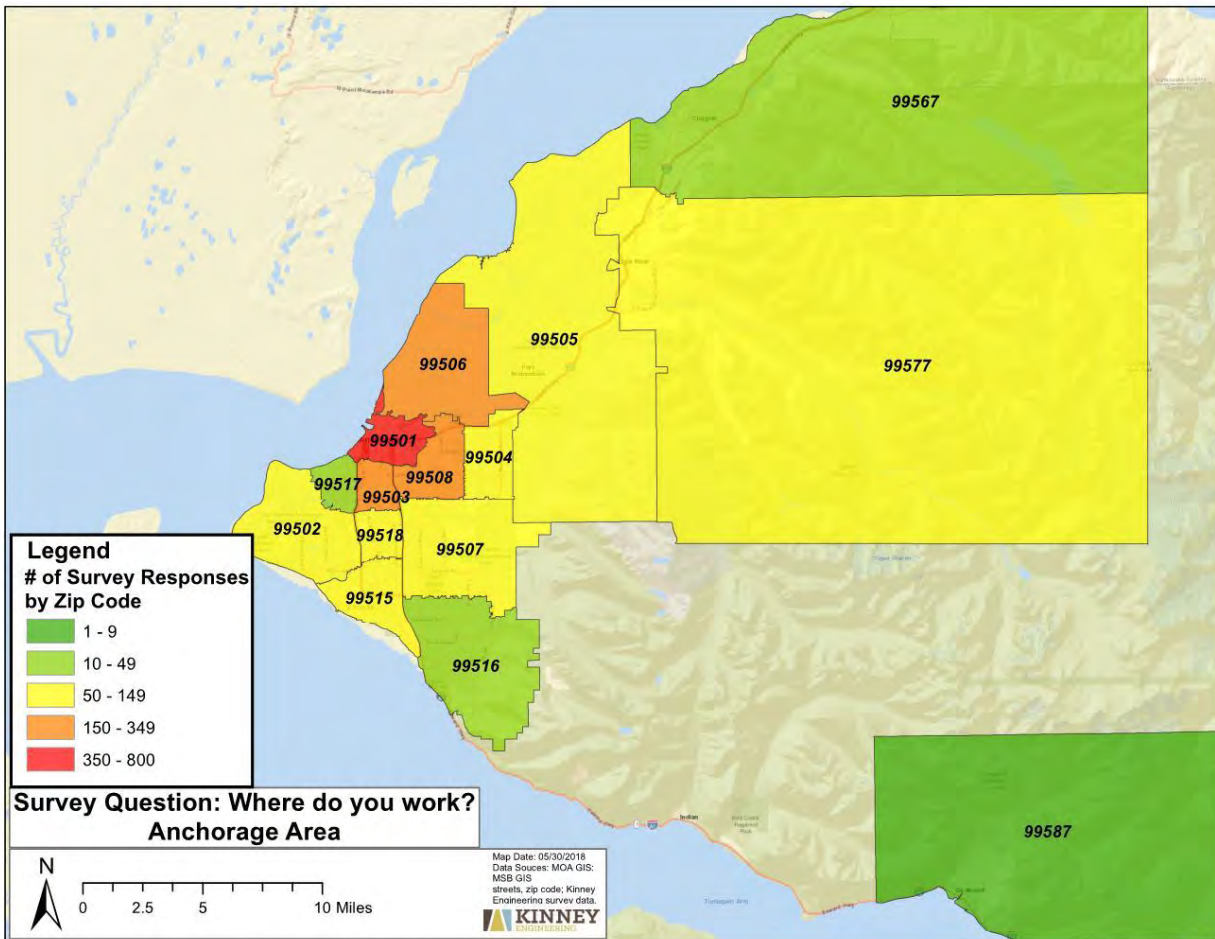 99567
99505
99577
99506
99501
99504
99508
99517
99503
99502
99518
99507
99515
99516
99587
Indian
Legend
# of Survey Responses
by Zip Code
1 - 9
10 - 49
50 - 149
150 - 349
350 - 800
Survey Question: Where do you work?
Anchorage Area
N
0 2.5 5 10 Miles
Map Date: 05/30/2018
Data Souces: MOA GIS:
MSB GIS
streets, zip code; Kinney
Engineering survey data.
KINNEY
ENGINEERING